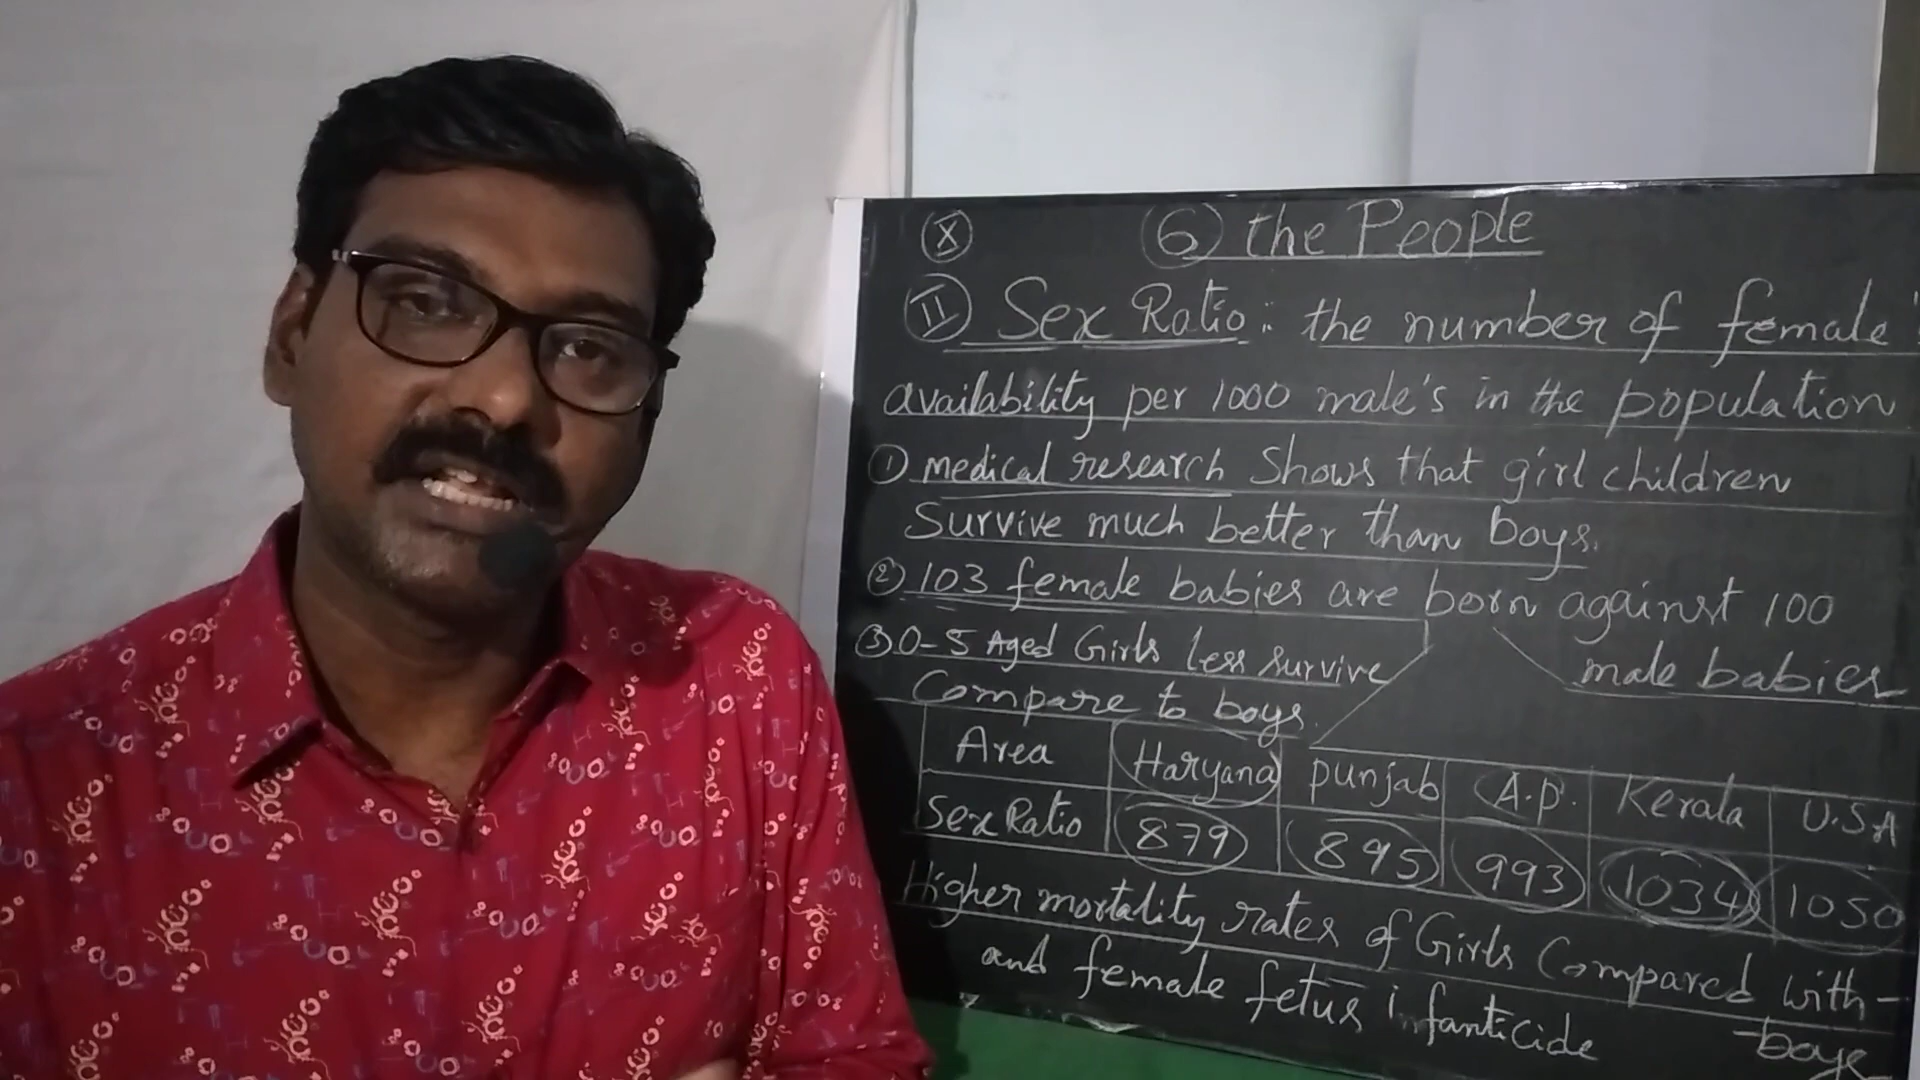 X 6 the People
II Sex Ratio: the number of female's
availability per 1000 male's in the population
1 medical research Shows that girl children
Survive much better than boys.
2 103 female babies are born against 100
male babies
3 0-5 Aged Girls less survive
Compare to boys.
Area Haryana punjab A.P. Kerala U.S.A
Sex Ratio 879 895 993 1034 1050
Higher mortality rates of Girls Compared with-
-boys
and female fetus infanticide